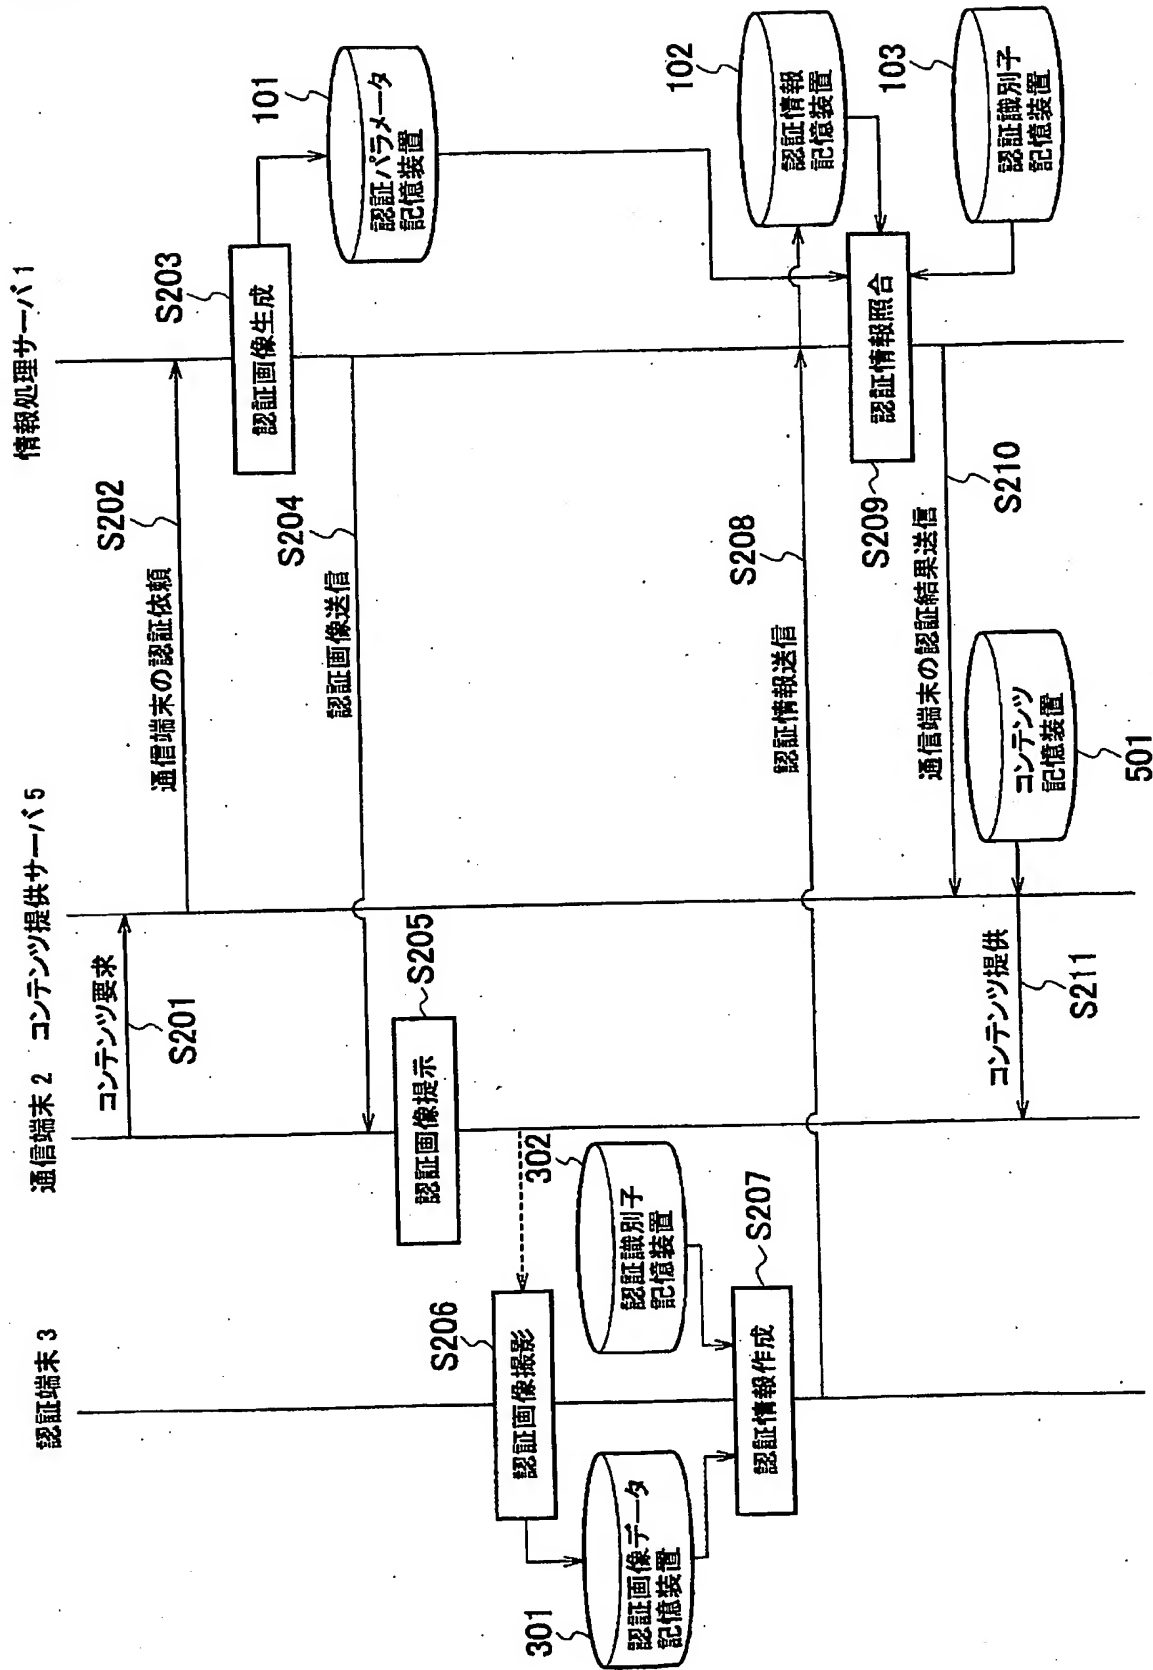 認証端末 3
通信端末 2
コンテンツ提供サーバ 5
情報処理サーバ 1
コンテンツ要求
S201
通信端末の認証依頼
S202
認証画像生成
S203
101
認証パラメータ
記憶装置
認証画像送信
S204
認証画像提示
S205
認証画像撮影
S206
301
認証画像データ
記憶装置
302
認証識別子
記憶装置
認証情報作成
S207
認証情報送信
S208
102
認証情報
記憶装置
認証情報照合
S209
103
認証識別子
記憶装置
通信端末の認証結果送信
S210
コンテンツ
記憶装置
501
コンテンツ提供
S211